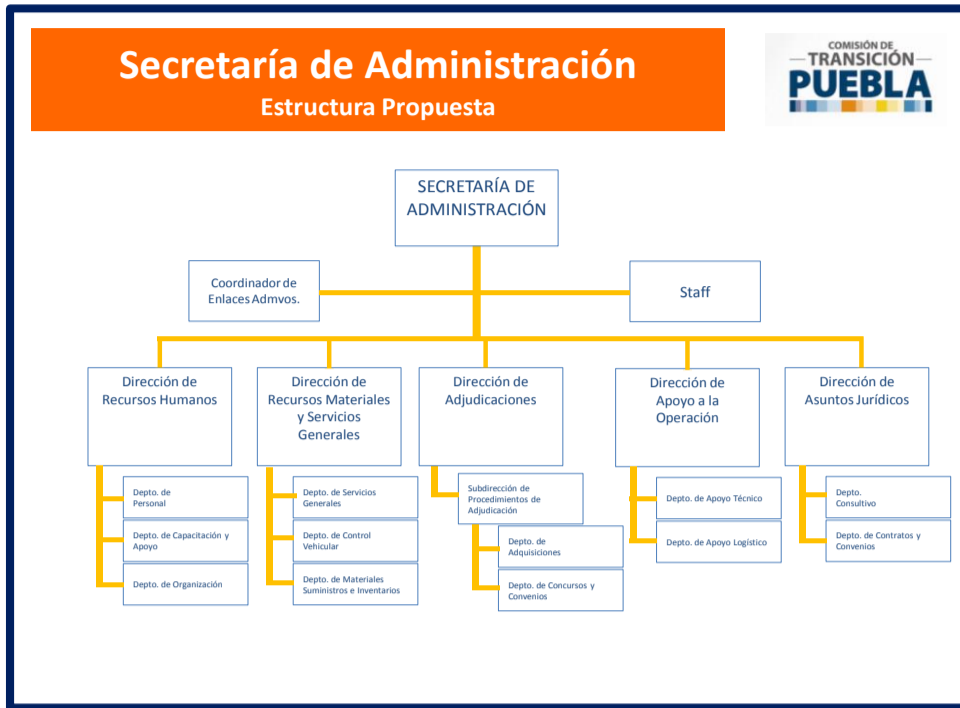 Secretaría de Administración
Estructura Propuesta
COMISIÓN DE
TRANSICIÓN
PUEBLA
SECRETARÍA DE
ADMINISTRACIÓN
Coordinador de
Enlaces Admvos.
Staff
Dirección de
Recursos Humanos
Dirección de
Recursos Materiales
y Servicios
Generales
Dirección de
Adjudicaciones
Dirección de
Apoyo a la
Operación
Dirección de
Asuntos Jurídicos
Depto. de
Personal
Depto. de Capacitación y
Apoyo
Depto. de Organización
Depto. de Servicios
Generales
Depto. de Control
Vehicular
Depto. de Materiales
Suministros e Inventarios
Subdirección de
Procedimientos de
Adjudicación
Depto. de
Adquisiciones
Depto. de Concursos y
Convenios
Depto. de Apoyo Técnico
Depto. de Apoyo Logístico
Depto.
Consultivo
Depto. de Contratos y
Convenios